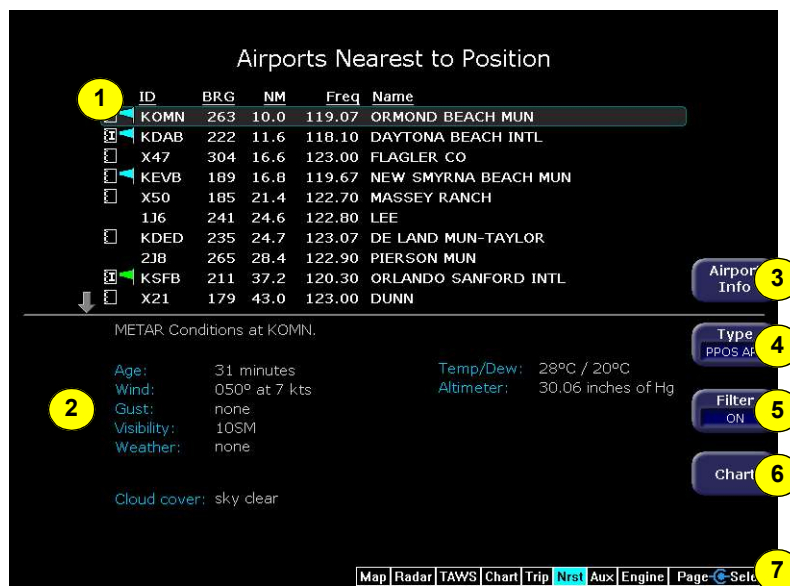 Airports Nearest to Position
1
ID BRG NM Freq Name
KOMN 263 10.0 119.07 ORMOND BEACH MUN
I KDAB 222 11.6 118.10 DAYTONA BEACH INTL
X47 304 16.6 123.00 FLAGLER CO
KEVB 189 16.8 119.67 NEW SMYRNA BEACH MUN
X50 185 21.4 122.70 MASSEY RANCH
1J6 241 24.6 122.80 LEE
KDED 235 24.7 123.07 DE LAND MUN-TAYLOR
2J8 265 28.4 122.90 PIERSON MUN
I KSFB 211 37.2 120.30 ORLANDO SANFORD INTL
X21 179 43.0 123.00 DUNN
Airport
Info
3
METAR Conditions at KOMN.
Type
PPOS AP
4
Age: 31 minutes Temp/Dew: 28ºC / 20ºC
Wind: 050º at 7 kts Altimeter: 30.06 inches of Hg
2
Gust: none
Visibility: 10SM
Weather: none
Filter
ON
5
Chart
6
Cloud cover: sky clear
Map Radar TAWS Chart Trip Nrst Aux Engine Page Sele
7